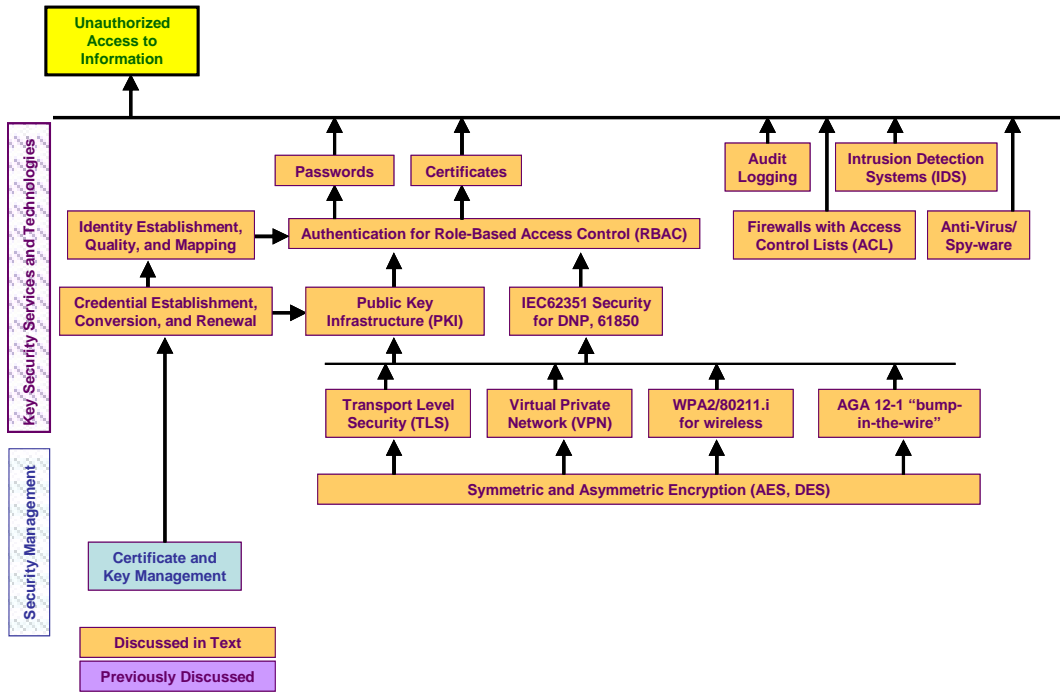 Unauthorized
Access to
Information
Key Security Services and Technologies
Passwords
Certificates
Audit
Logging
Intrusion Detection
Systems (IDS)
Identity Establishment,
Quality, and Mapping
Authentication for Role-Based Access Control (RBAC)
Firewalls with Access
Control Lists (ACL)
Anti-Virus/
Spy-ware
Credential Establishment,
Conversion, and Renewal
Public Key
Infrastructure (PKI)
IEC62351 Security
for DNP, 61850
Transport Level
Security (TLS)
Virtual Private
Network (VPN)
WPA2/80211.i
for wireless
AGA 12-1 “bump-
in-the-wire”
Symmetric and Asymmetric Encryption (AES, DES)
Security Management
Certificate and
Key Management
Discussed in Text
Previously Discussed